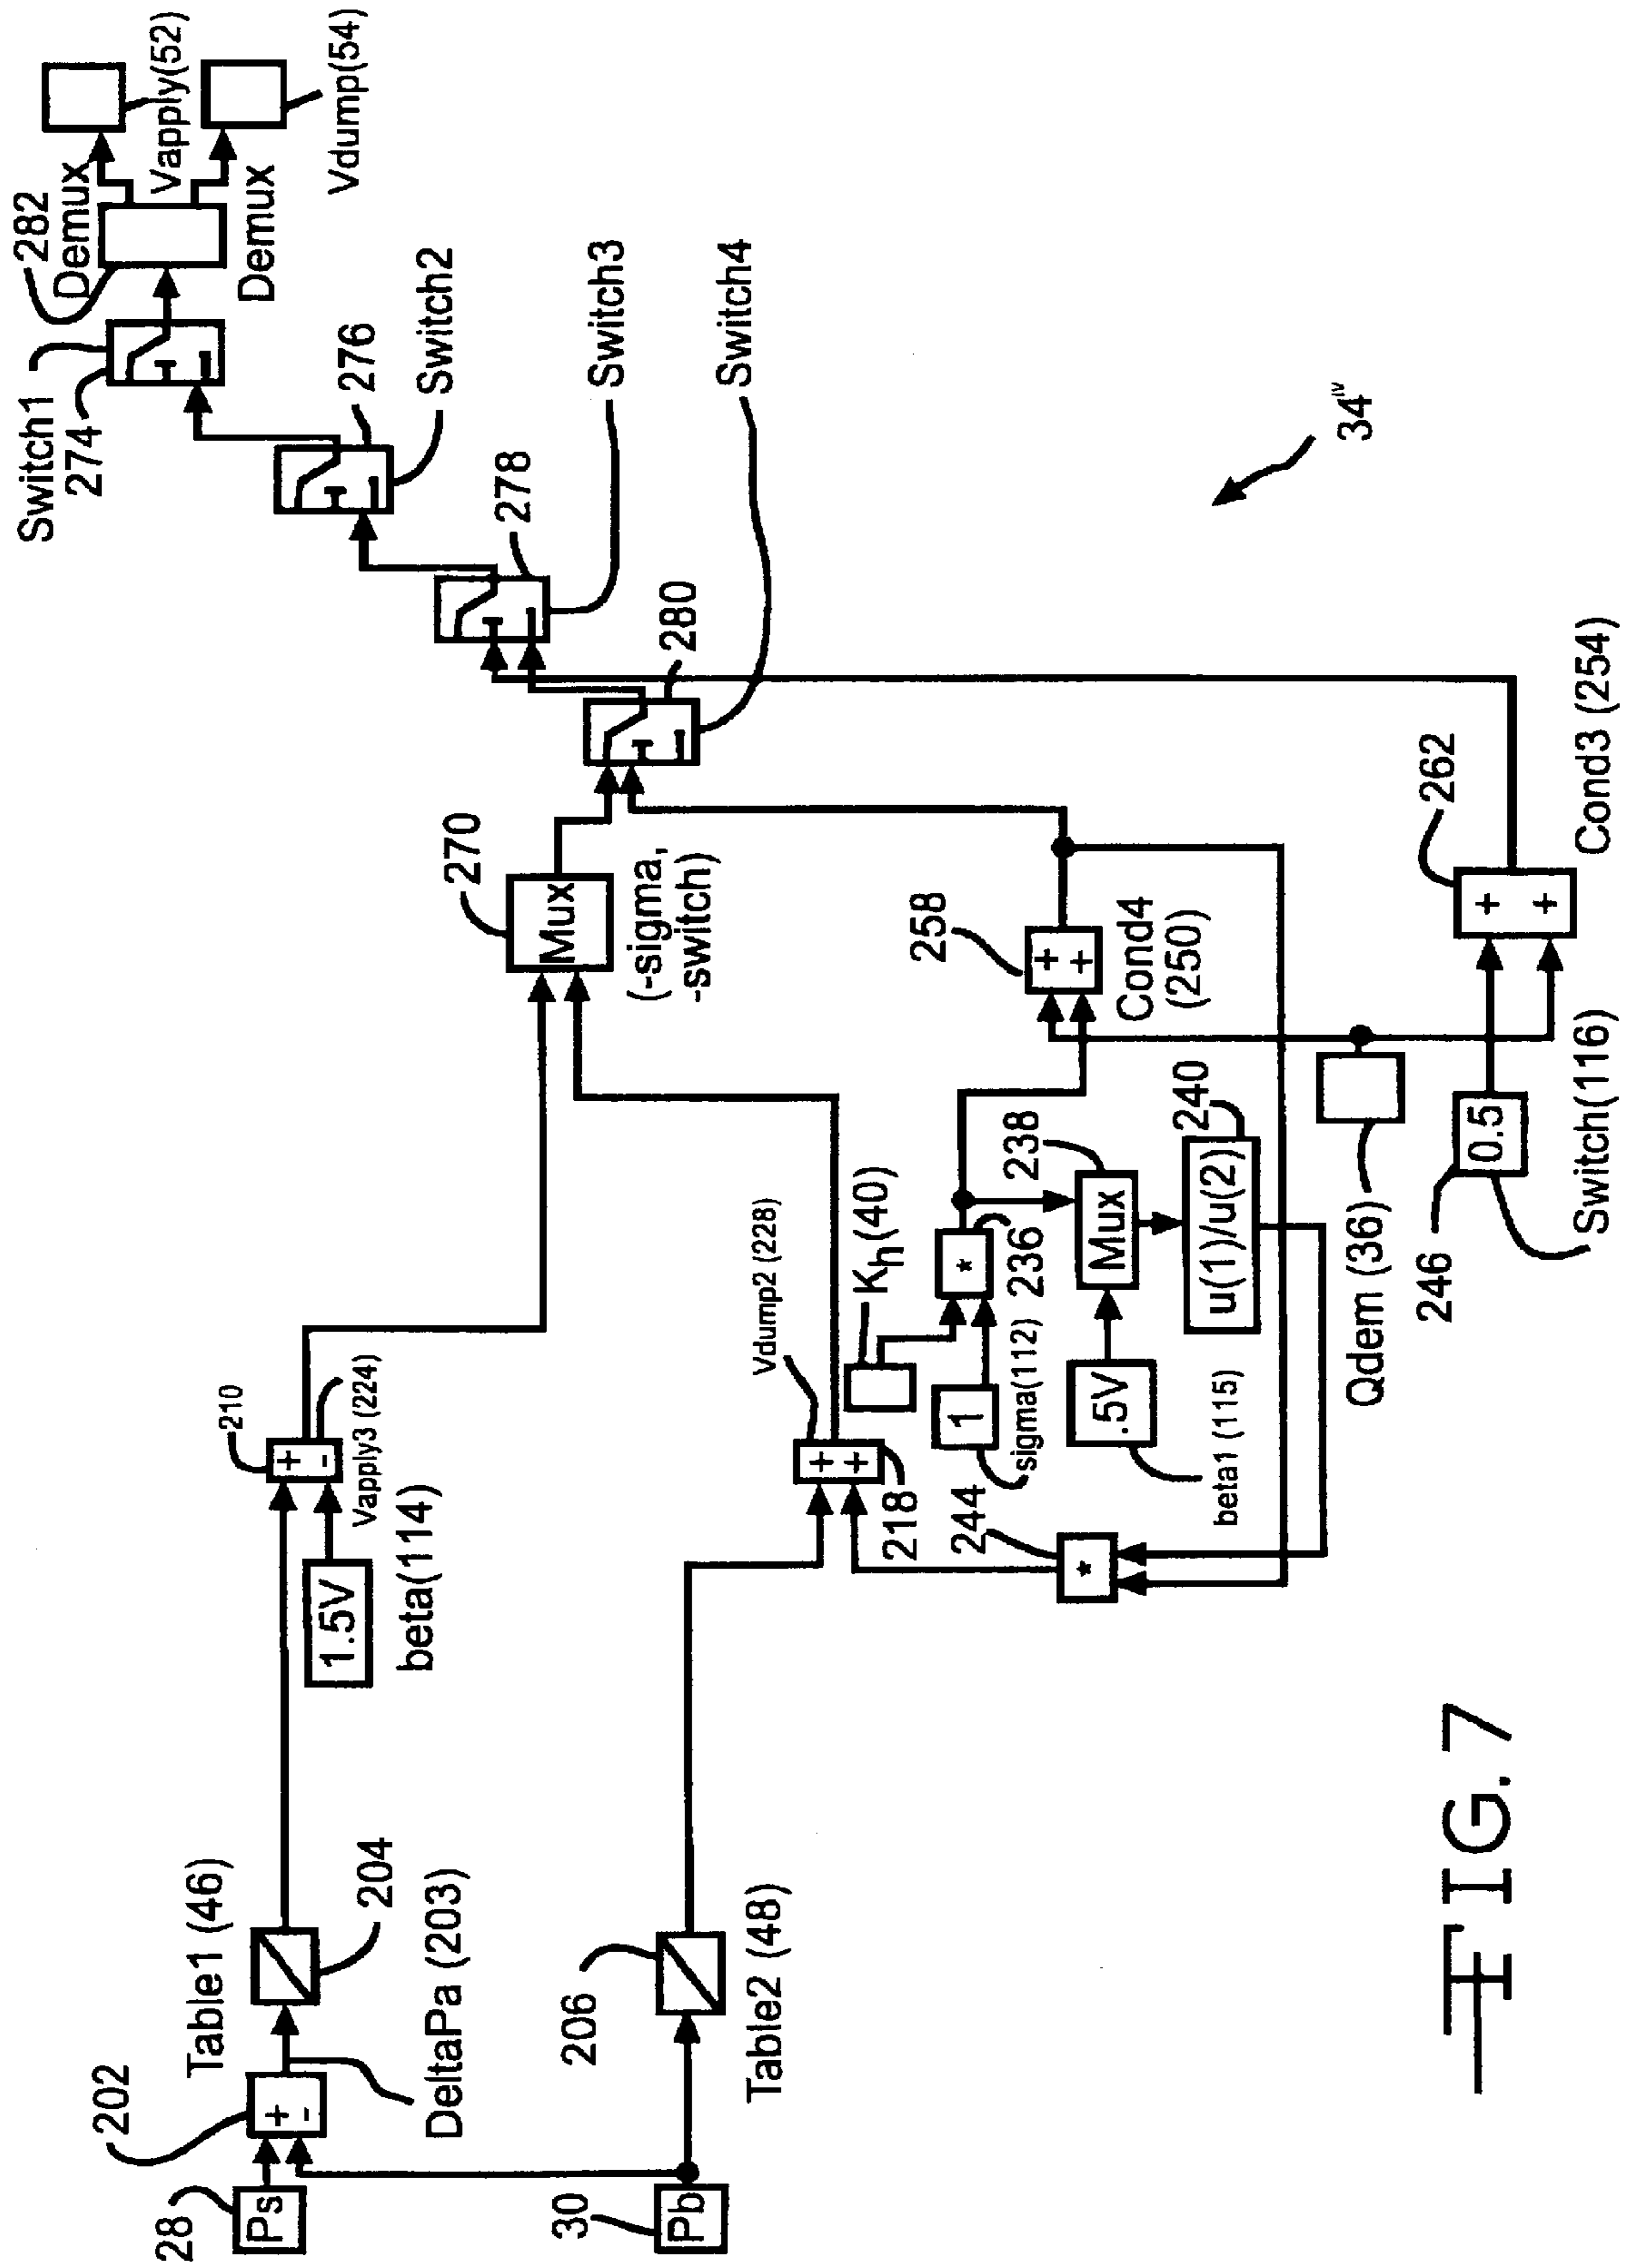 28
Ps
202
Table1 (46)
204
DeltaPa (203)
30
Pb
206
Table2 (48)
1.5V
beta(114)
+
-
210
Vapply3 (224)
+
-
Vdump2 (228)
+
+
218
244
*
K h (40)
1
sigma(112)
*
236
.5V
beta1 (115)
Mux
238
u(1)/u(2)
240
Qdem (36)
246
0.5
Switch(116)
270
Mux
(-sigma,
-switch)
258
+
+
Cond4
(250)
262
+
+
Cond3 (254)
280
Switch4
278
Switch3
276
Switch2
Switch1
274
282
Demux
Demux
Vapply(52)
Vdump(54)
34 IV
FIG. 7